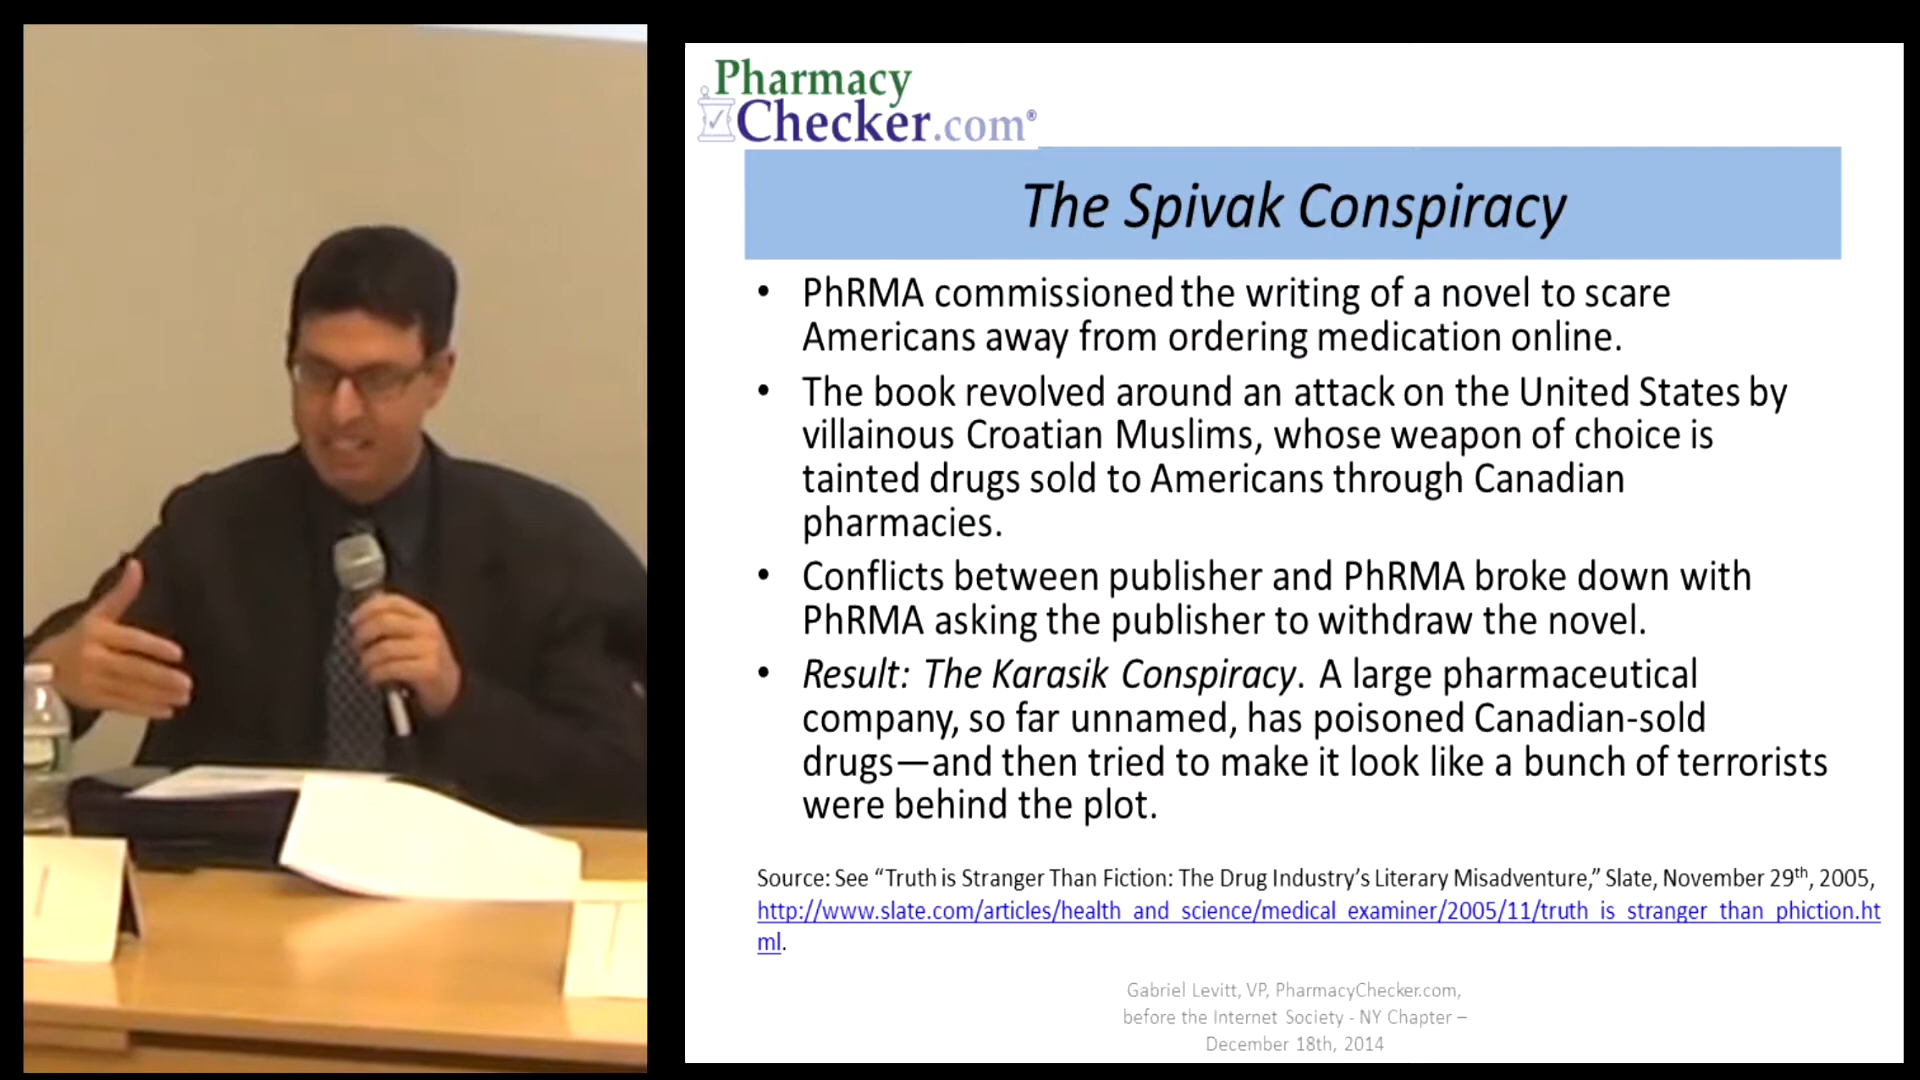 Pharmacy
Checker.com®
The Spivak Conspiracy
• PhRMA commissioned the writing of a novel to scare
Americans away from ordering medication online.
• The book revolved around an attack on the United States by
villainous Croatian Muslims, whose weapon of choice is
tainted drugs sold to Americans through Canadian
pharmacies.
• Conflicts between publisher and PhRMA broke down with
PhRMA asking the publisher to withdraw the novel.
• Result: The Karasik Conspiracy. A large pharmaceutical
company, so far unnamed, has poisoned Canadian-sold
drugs—and then tried to make it look like a bunch of terrorists
were behind the plot.
Source: See “Truth is Stranger Than Fiction: The Drug Industry’s Literary Misadventure,” Slate, November 29th, 2005,
http://www.slate.com/articles/health_and_science/medical_examiner/2005/11/truth_is_stranger_than_phiction.ht
ml.
Gabriel Levitt, VP, PharmacyChecker.com,
before the Internet Society - NY Chapter –
December 18th, 2014